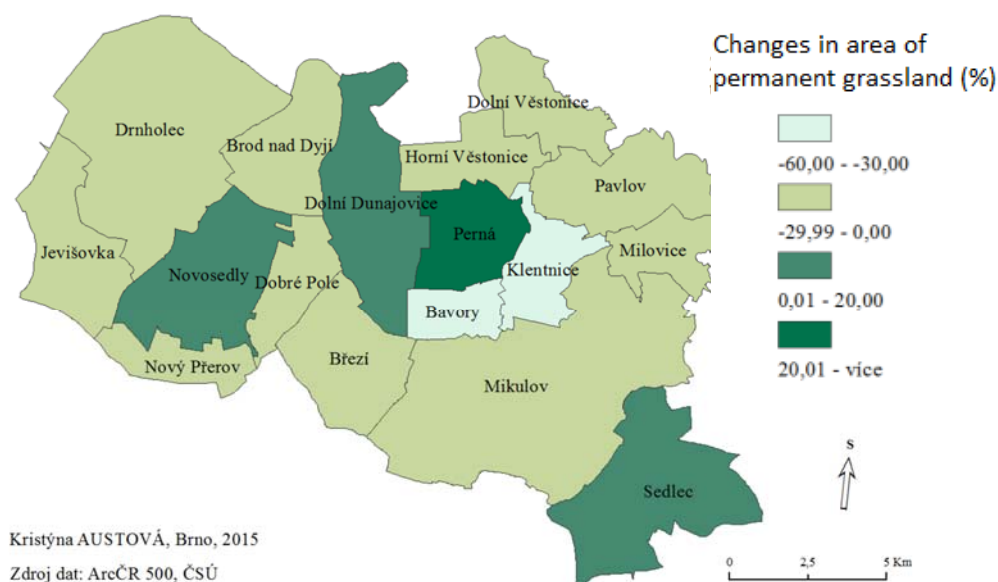 Changes in area of
permanent grassland (%)
-60,00 - -30,00
-29,99 - 0,00
0,01 - 20,00
20,01 - více
Dolní Věstonice
Drnholec
Brod nad Dyjí
Horní Věstonice
Pavlov
Dolní Dunajovice
Perná
Milovice
Jevišovka
Novosedly
Dobré Pole
Klentnice
Bavory
Nový Přerov
Březí
Mikulov
Sedlec
S
Kristýna AUSTOVÁ, Brno, 2015
Zdroj dat: ArcČR 500, ČSÚ
0 2,5 5 Km